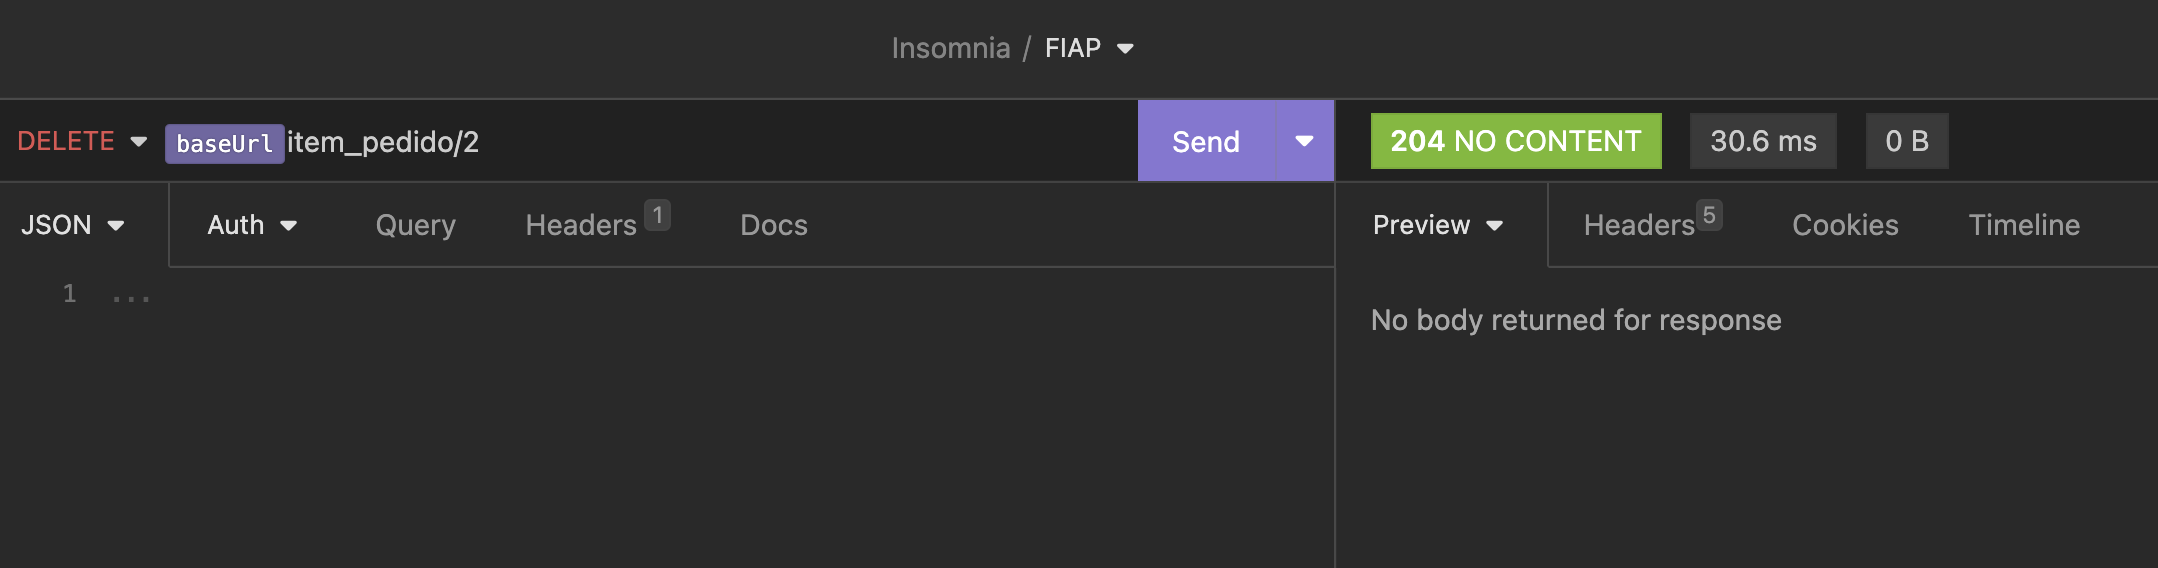 Insomnia / FIAP
DELETE baseUrl item_pedido/2 Send 204 NO CONTENT 30.6 ms 0 B
JSON Auth Query Headers 1 Docs Preview Headers 5 Cookies Timeline
1 ...
No body returned for response